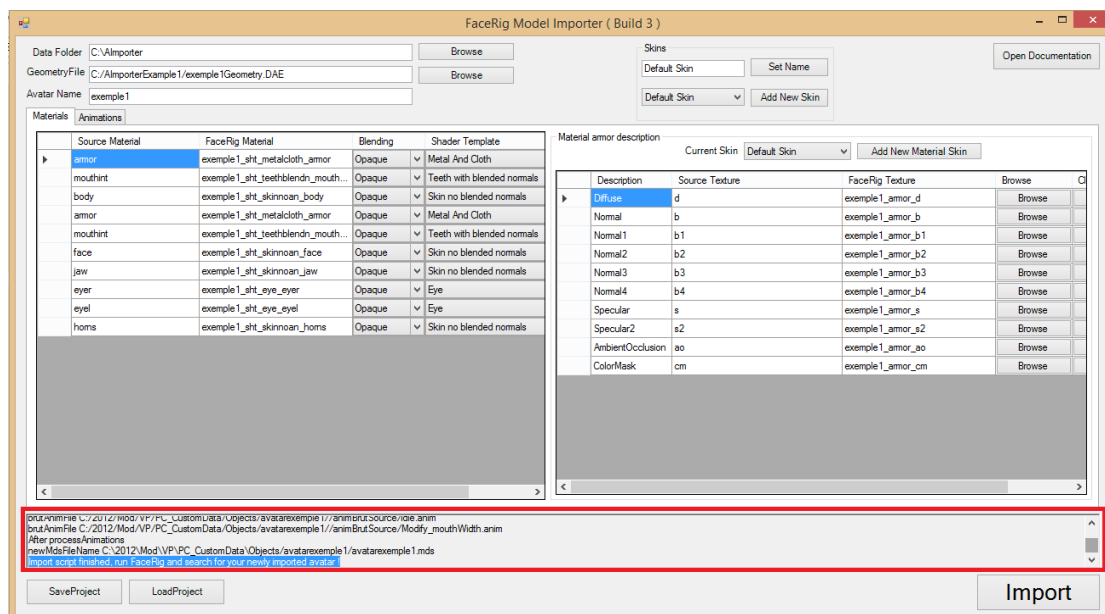 FaceRig Model Importer ( Build 3 )
Data Folder C:\AImporter Browse
GeometryFile C:/AImporterExample1/exemple1Geometry.DAE Browse
Avatar Name exemple1
Skins
Default Skin Set Name
Default Skin Add New Skin
Open Documentation
Materials Animations
Source Material FaceRig Material Blending Shader Template
armor exemple1_sht_metalcloth_armor Opaque Metal And Cloth
mouthint exemple1_sht_teethblendn_mouth... Opaque Teeth with blended normals
body exemple1_sht_skinnoan_body Opaque Skin no blended normals
armor exemple1_sht_metalcloth_armor Opaque Metal And Cloth
mouthint exemple1_sht_teethblendn_mouth... Opaque Teeth with blended normals
face exemple1_sht_skinnoan_face Opaque Skin no blended normals
jaw exemple1_sht_skinnoan_jaw Opaque Skin no blended normals
eyer exemple1_sht_eye_eyer Opaque Eye
eyel exemple1_sht_eye_eyel Opaque Eye
horns exemple1_sht_skinnoan_horns Opaque Skin no blended normals
Material armor description
Current Skin Default Skin Add New Material Skin
Description Source Texture FaceRig Texture Browse Cl
Diffuse d exemple1_armor_d Browse
Normal b exemple1_armor_b Browse
Normal1 b1 exemple1_armor_b1 Browse
Normal2 b2 exemple1_armor_b2 Browse
Normal3 b3 exemple1_armor_b3 Browse
Normal4 b4 exemple1_armor_b4 Browse
Specular s exemple1_armor_s Browse
Specular2 s2 exemple1_armor_s2 Browse
AmbientOcclusion ao exemple1_armor_ao Browse
ColorMask cm exemple1_armor_cm Browse
brutAnimFile C:/2012/Mod/VP/PC_CustomData/Objects/avatarexemple1//animBrutSource/idle.anim
brutAnimFile C:/2012/Mod/VP/PC_CustomData/Objects/avatarexemple1//animBrutSource/Modify_mouthWidth.anim
After processAnimations
newMdsFileName C:\2012\Mod\VP\PC_CustomData\Objects/avatarexemple1/avatarexemple1.mds
Import script finished, run FaceRig and search for your newly imported avatar !
SaveProject LoadProject Import